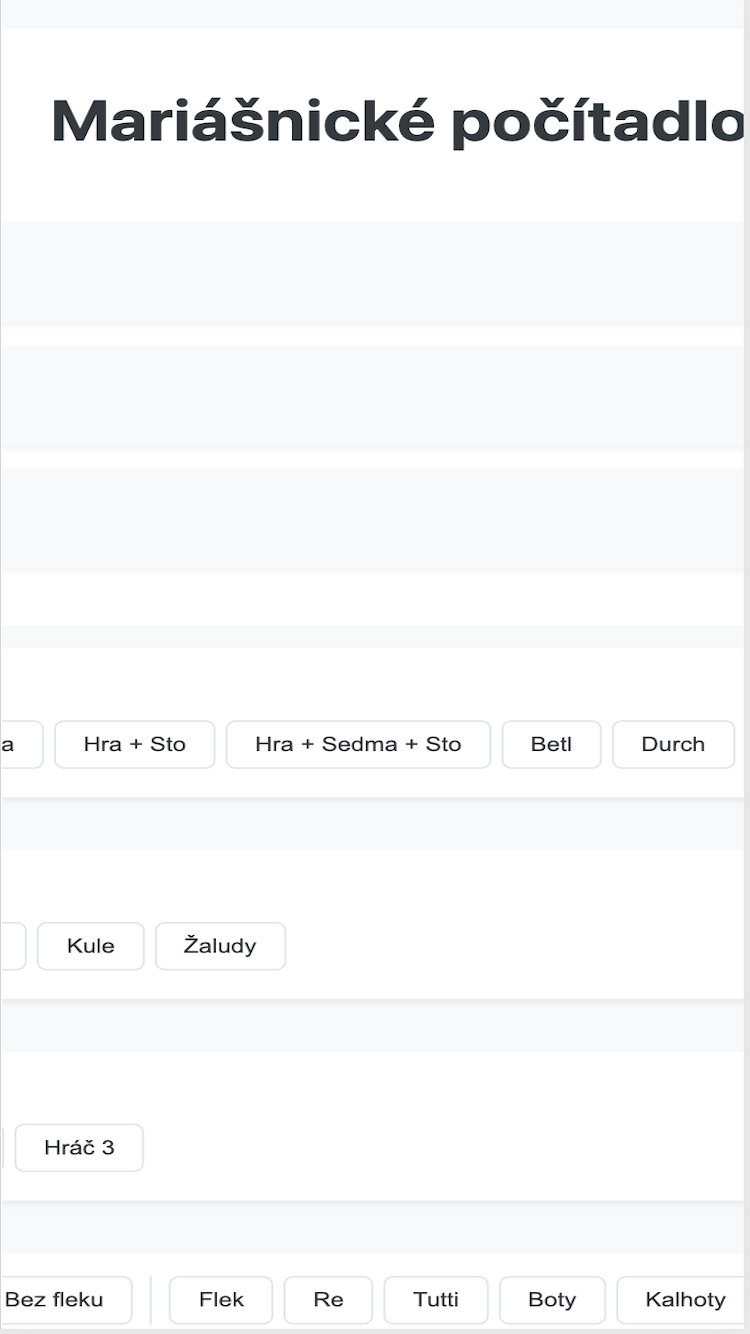 Mariášnické počítadlo
a Hra + Sto Hra + Sedma + Sto Betl Durch
Kule Žaludy
Hráč 3
Bez fleku Flek Re Tutti Boty Kalhoty